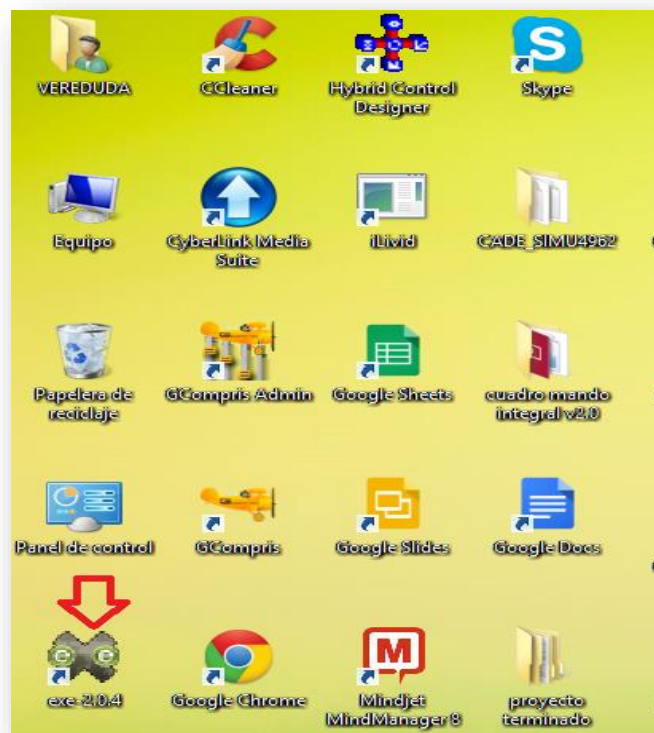 VEREDUDA
CCleaner
Hybrid Control
Designer
Skype
Equipo
CyberLink Media
Suite
iLivid
CADE_SIMU4962
Papelera de
reciclaje
GCompris Admin
Google Sheets
cuadro mando
integral v2.0
Panel de control
GCompris
Google Slides
Google Docs
exe-2.0.4
Google Chrome
Mindjet
MindManager 8
proyecto
terminado